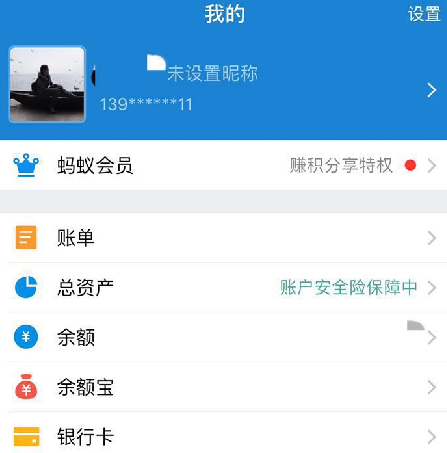 我的 设置
未设置昵称
139******11
蚂蚁会员 赚积分享特权
账单
总资产 账户安全险保障中
余额
余额宝
银行卡